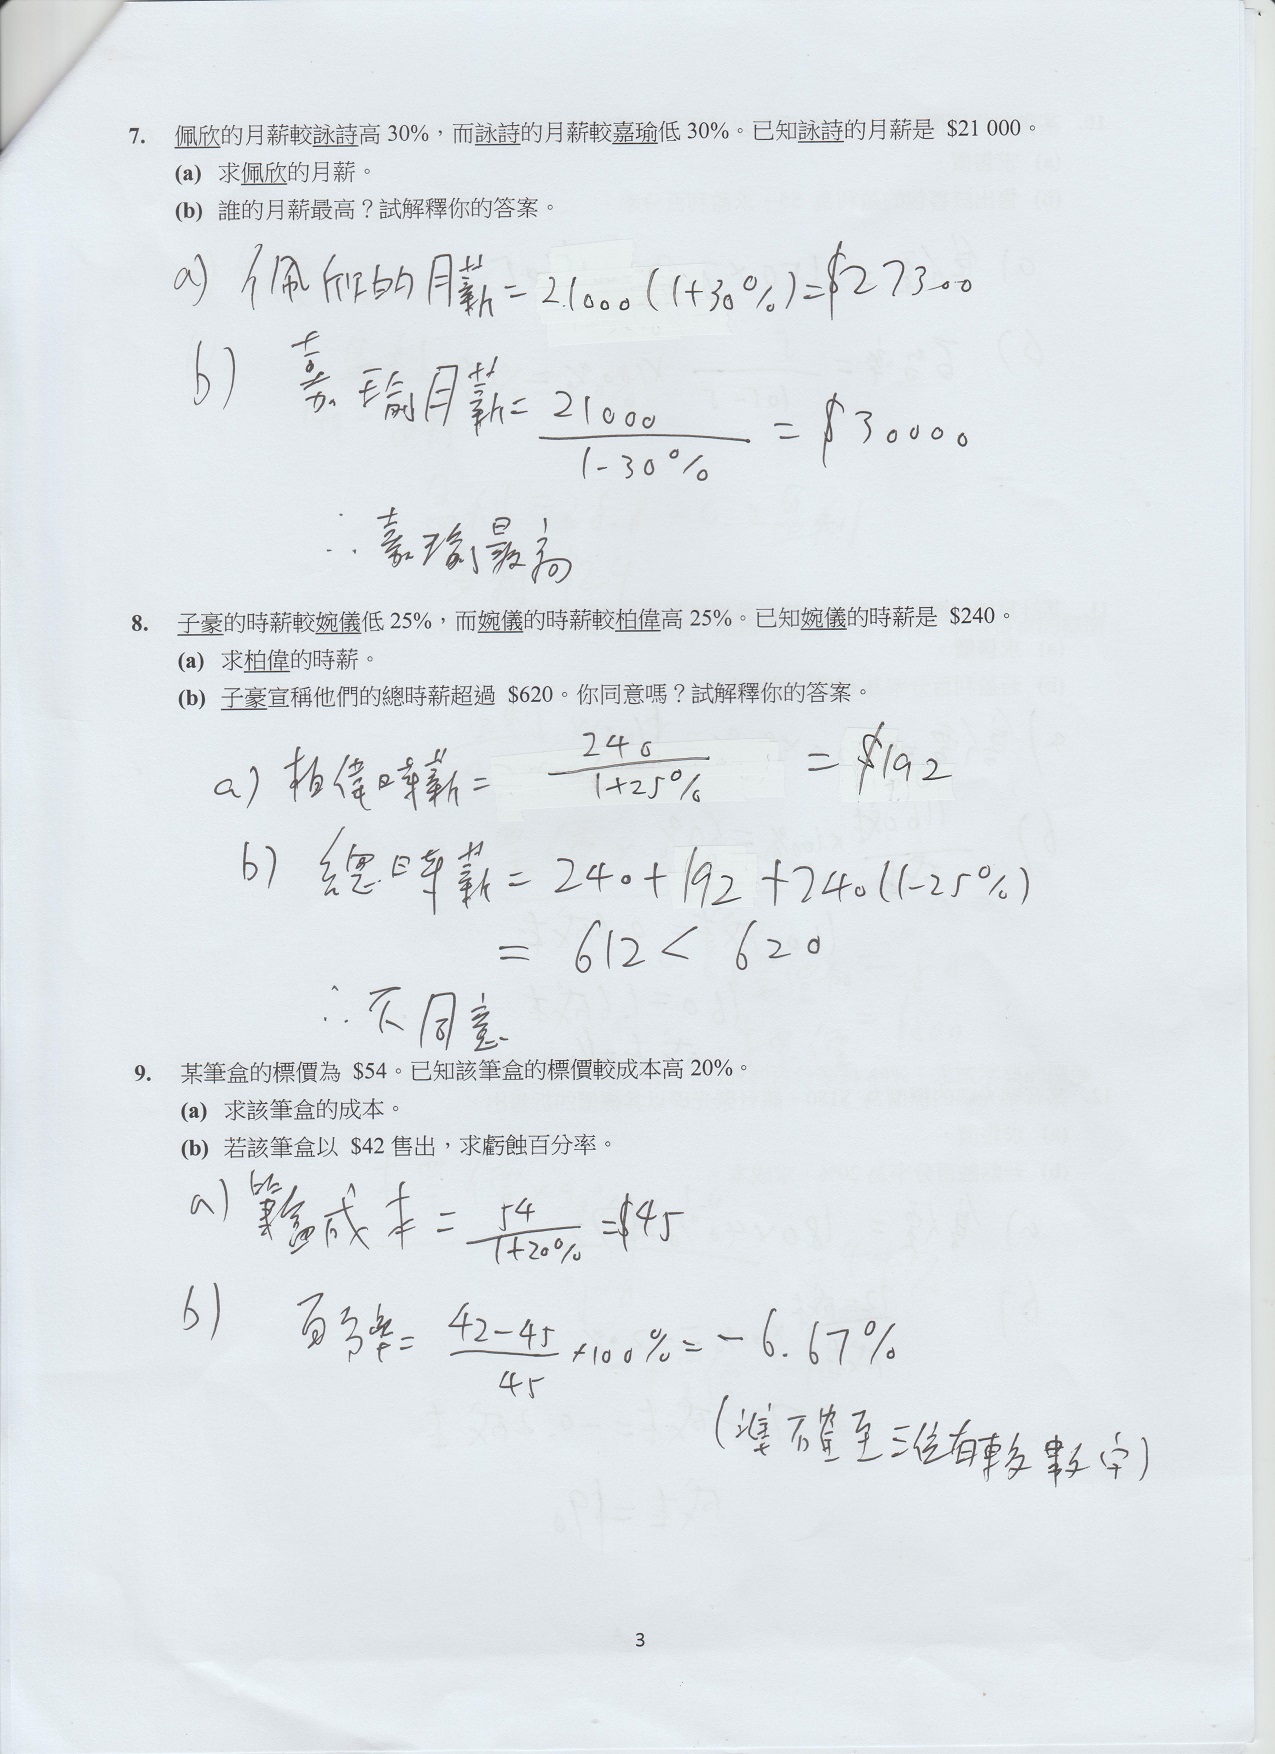 7. 佩欣的月薪較詠詩高 30%，而詠詩的月薪較嘉瑜低 30%。已知詠詩的月薪是 $21 000。
(a) 求佩欣的月薪。
(b) 誰的月薪最高？試解釋你的答案。
a) 佩欣的月薪=21000(1+30%)=$27300
b) 嘉瑜月薪= 21000/(1-30%) = $30000
∴嘉瑜最高
8. 子豪的時薪較婉儀低 25%，而婉儀的時薪較柏偉高 25%。已知婉儀的時薪是 $240。
(a) 求柏偉的時薪。
(b) 子豪宣稱他們的總時薪超過 $620。你同意嗎？試解釋你的答案。
a) 柏偉時薪= 240/(1+25%) = $192
b) 總時薪=240+192+240(1-25%)
= 612 < 620
∴不同意
9. 某筆盒的標價為 $54。已知該筆盒的標價較成本高 20%。
(a) 求該筆盒的成本。
(b) 若該筆盒以 $42 售出，求虧蝕百分率。
a) 筆盒成本= 54/(1+20%) =$45
b) 百分率= (42-45)/45 ×100%=-6.67%
(準確至三位有效數字)
3